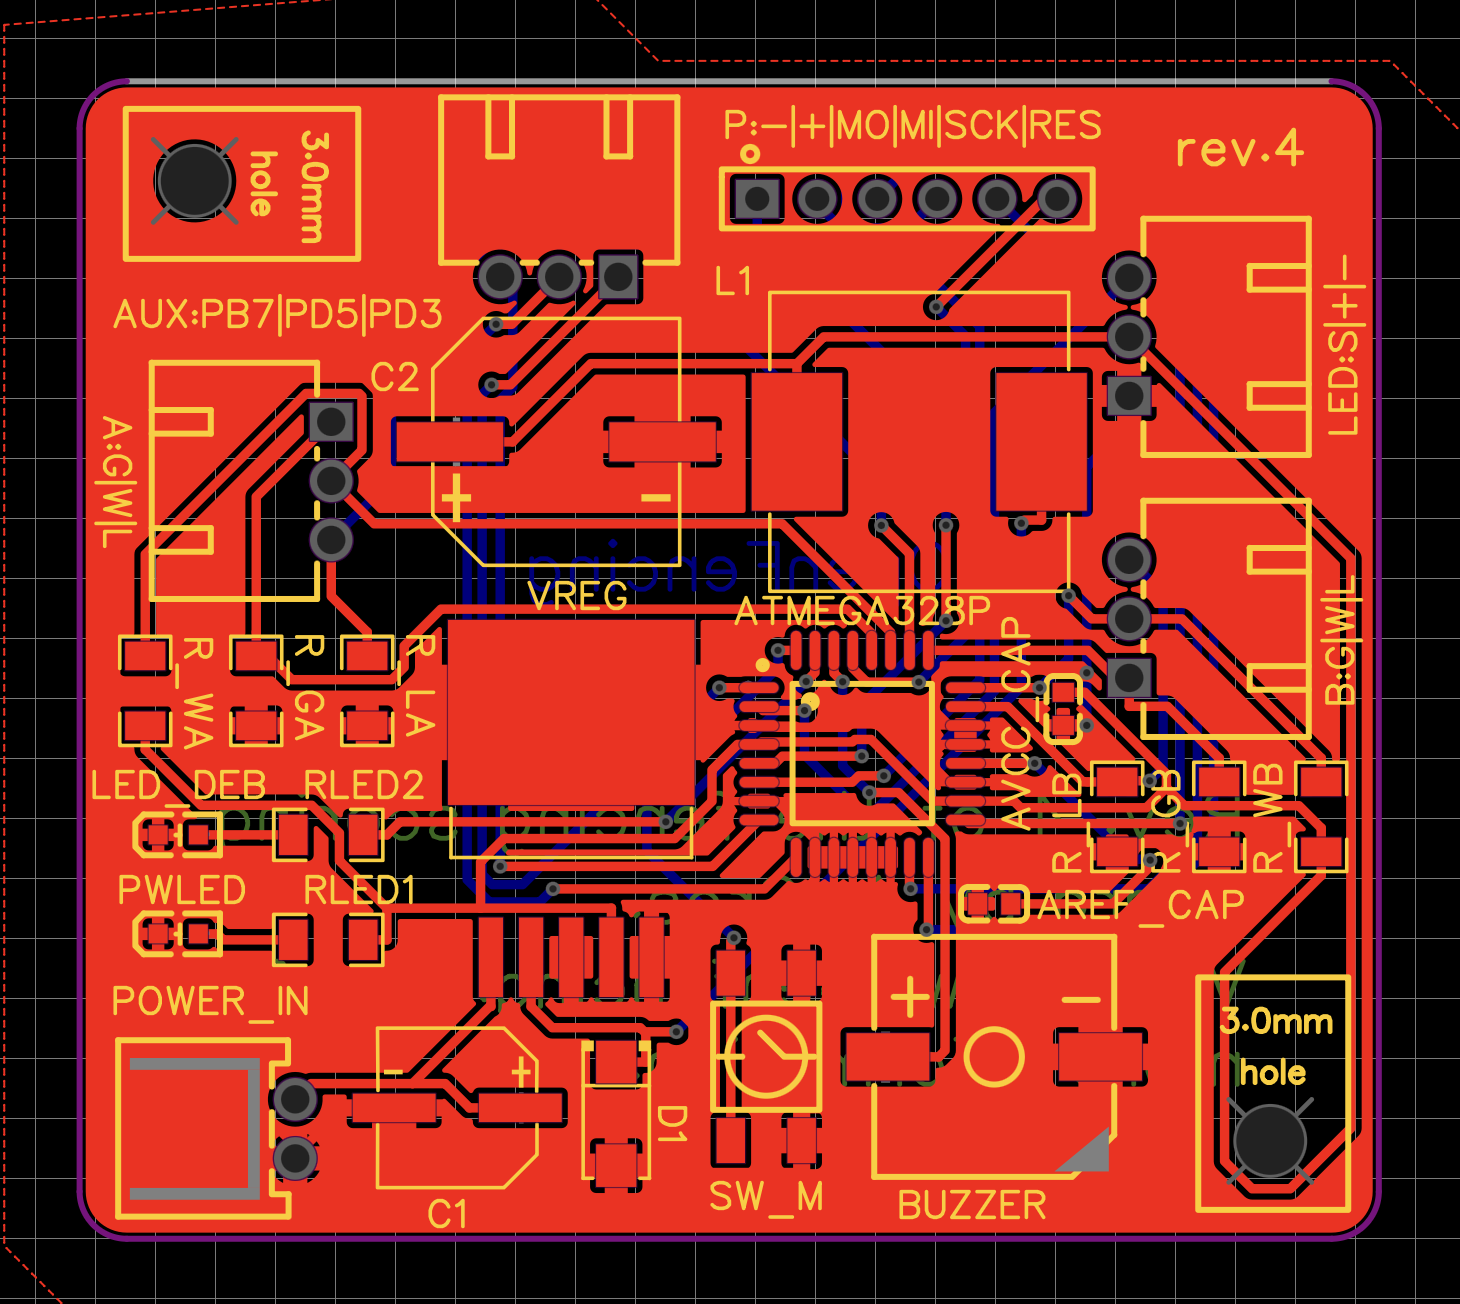 P:-|+|MO|MI|SCK|RES
rev.4
3.0mm
hole
L1
AUX:PB7|PD5|PD3
C2
LED:S|+|-
A:G|W|L
+
-
VREG
ATMEGA328P
B:G|W|L
R_WA
R_GA
R_LA
AVCC_CAP
LED_DEB
RLED2
R_LB
R_GB
R_WB
PWLED
RLED1
AREF_CAP
POWER_IN
+
-
3.0mm
hole
-
+
D1
SW_M
BUZZER
C1